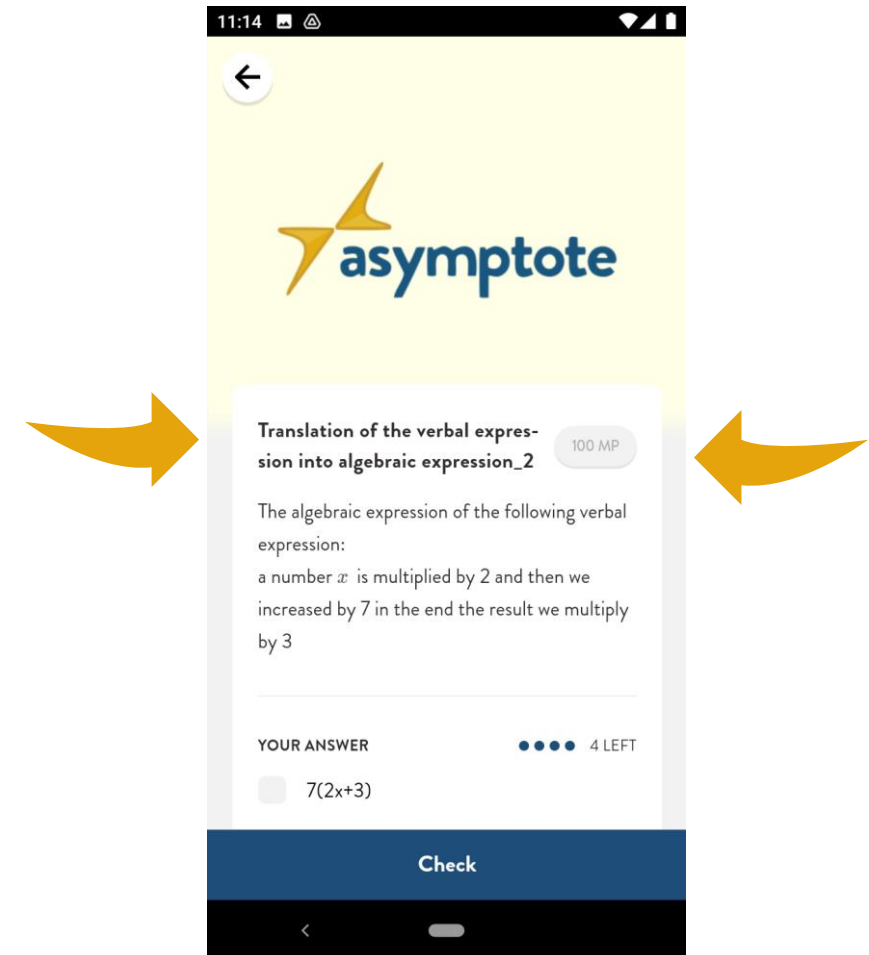 11:14
asymptote
Translation of the verbal expres-
sion into algebraic expression_2
100 MP
The algebraic expression of the following verbal
expression:
a number x is multiplied by 2 and then we
increased by 7 in the end the result we multiply
by 3
YOUR ANSWER
4 LEFT
7(2x+3)
Check